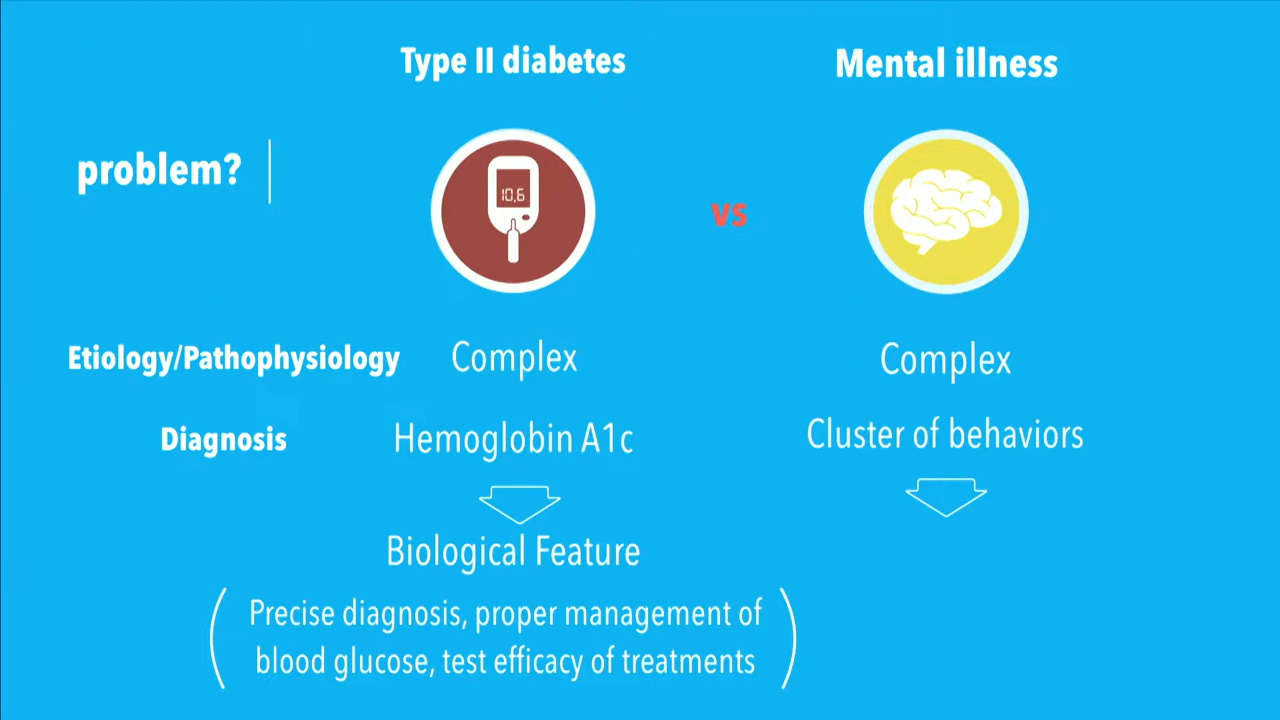 Type II diabetes
Mental illness
problem?
10.6
vs
Etiology/Pathophysiology
Complex
Complex
Diagnosis
Hemoglobin A1c
Cluster of behaviors
Biological Feature
( Precise diagnosis, proper management of
blood glucose, test efficacy of treatments )